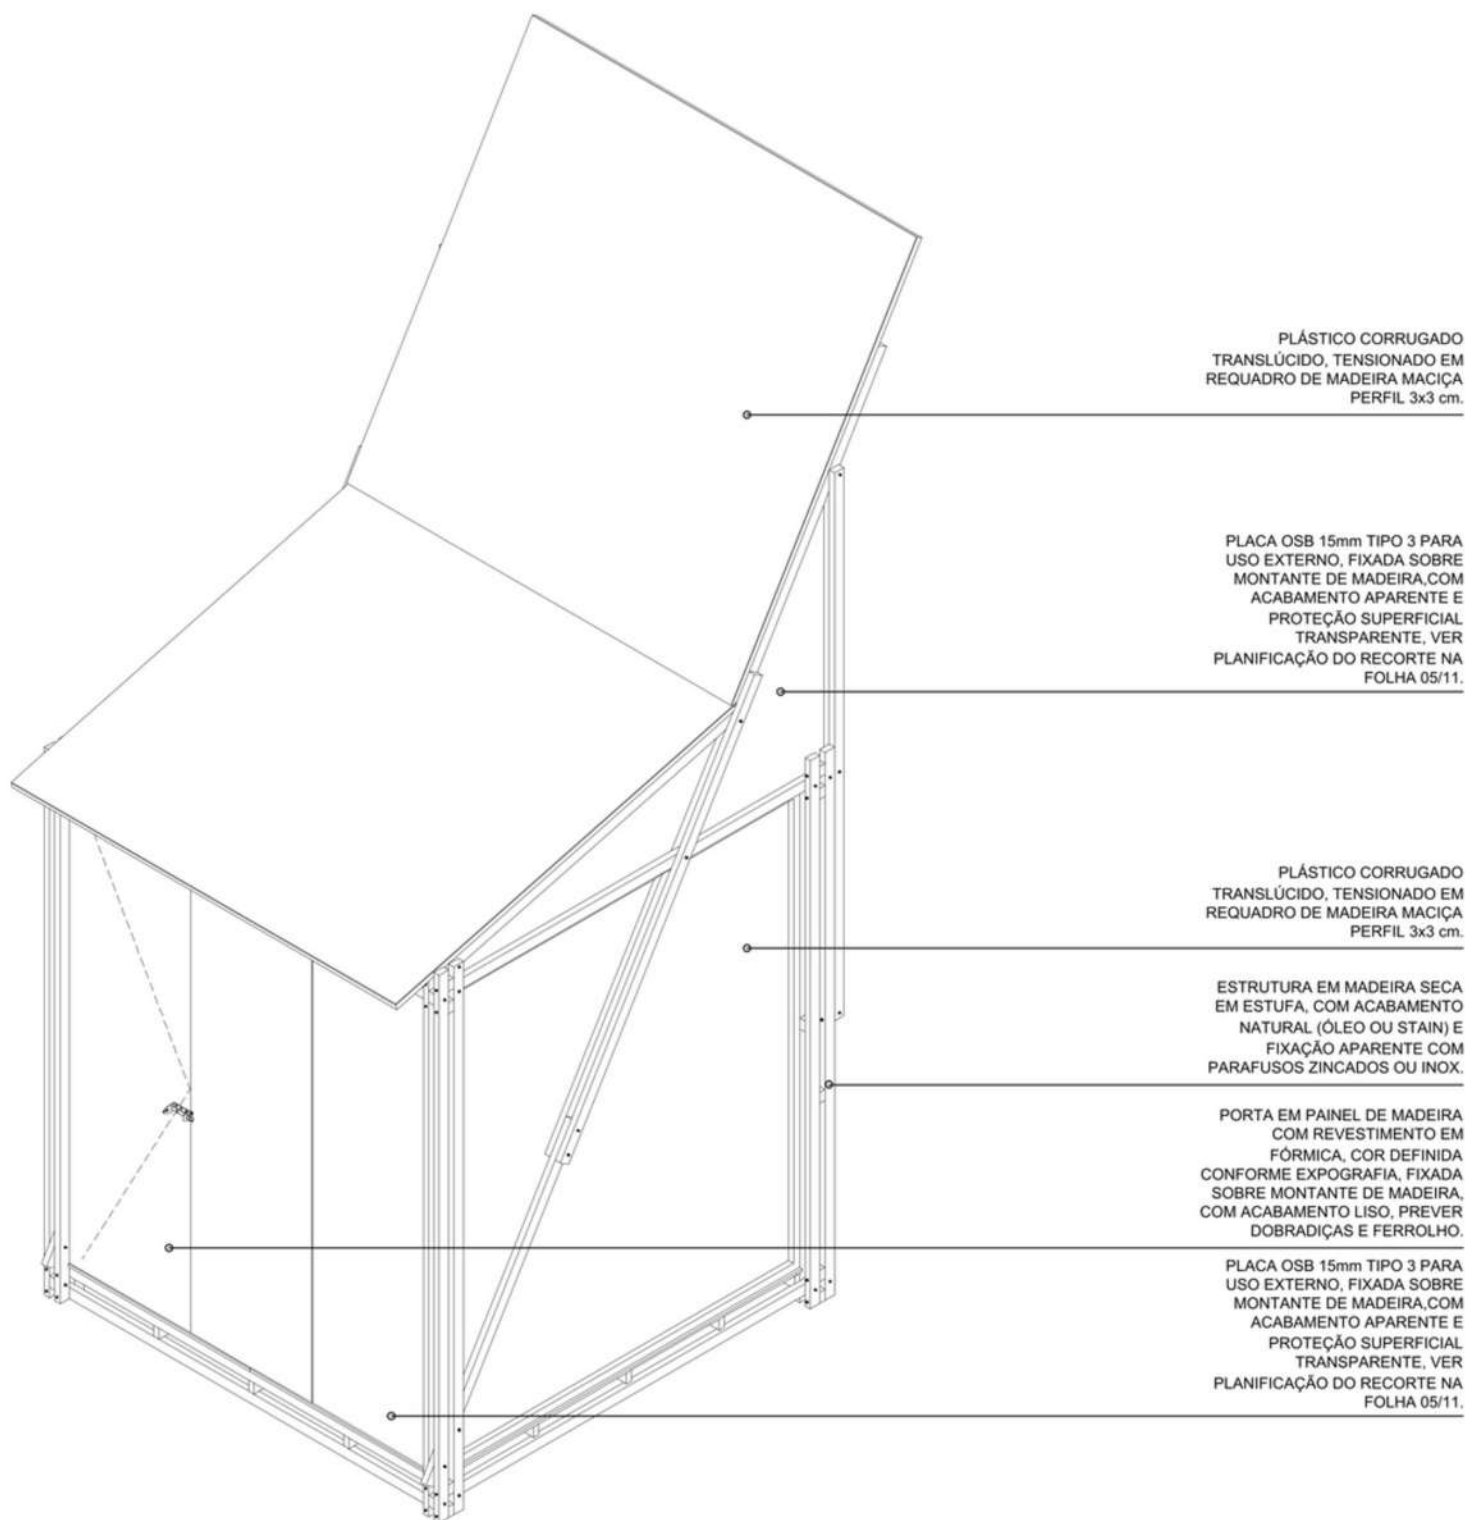 PLÁSTICO CORRUGADO
TRANSLÚCIDO, TENSIONADO EM
REQUADRO DE MADEIRA MACIÇA
PERFIL 3x3 cm.
PLACA OSB 15mm TIPO 3 PARA
USO EXTERNO, FIXADA SOBRE
MONTANTE DE MADEIRA,COM
ACABAMENTO APARENTE E
PROTEÇÃO SUPERFICIAL
TRANSPARENTE, VER
PLANIFICAÇÃO DO RECORTE NA
FOLHA 05/11.
PLÁSTICO CORRUGADO
TRANSLÚCIDO, TENSIONADO EM
REQUADRO DE MADEIRA MACIÇA
PERFIL 3x3 cm.
ESTRUTURA EM MADEIRA SECA
EM ESTUFA, COM ACABAMENTO
NATURAL (ÓLEO OU STAIN) E
FIXAÇÃO APARENTE COM
PARAFUSOS ZINCADOS OU INOX.
PORTA EM PAINEL DE MADEIRA
COM REVESTIMENTO EM
FÓRMICA, COR DEFINIDA
CONFORME EXPOGRAFIA, FIXADA
SOBRE MONTANTE DE MADEIRA,
COM ACABAMENTO LISO, PREVER
DOBRADIÇAS E FERROLHO.
PLACA OSB 15mm TIPO 3 PARA
USO EXTERNO, FIXADA SOBRE
MONTANTE DE MADEIRA,COM
ACABAMENTO APARENTE E
PROTEÇÃO SUPERFICIAL
TRANSPARENTE, VER
PLANIFICAÇÃO DO RECORTE NA
FOLHA 05/11.